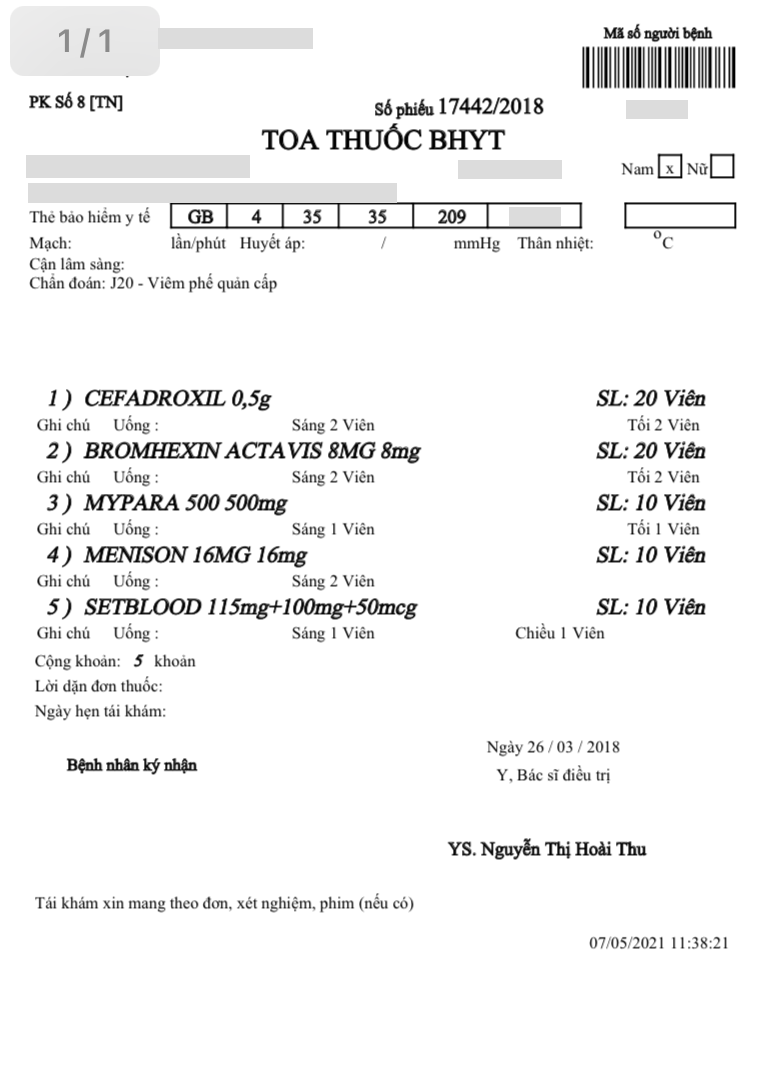 1/1
Mã số người bệnh
PK Số 8 [TN]
Số phiếu 17442/2018
TOA THUỐC BHYT
Nam x Nữ
Thẻ bảo hiểm y tế GB 4 35 35 209
Mạch: lần/phút Huyết áp: / mmHg Thân nhiệt: ºC
Cận lâm sàng:
Chẩn đoán: J20 - Viêm phế quản cấp
1 ) CEFADROXIL 0,5g SL: 20 Viên
Ghi chú Uống : Sáng 2 Viên Tối 2 Viên
2 ) BROMHEXIN ACTAVIS 8MG 8mg SL: 20 Viên
Ghi chú Uống : Sáng 2 Viên Tối 2 Viên
3 ) MYPARA 500 500mg SL: 10 Viên
Ghi chú Uống : Sáng 1 Viên Tối 1 Viên
4 ) MENISON 16MG 16mg SL: 10 Viên
Ghi chú Uống : Sáng 2 Viên
5 ) SETBLOOD 115mg+100mg+50mcg SL: 10 Viên
Ghi chú Uống : Sáng 1 Viên Chiều 1 Viên
Cộng khoản: 5 khoản
Lời dặn đơn thuốc:
Ngày hẹn tái khám:
Ngày 26 / 03 / 2018
Bệnh nhân ký nhận
Y, Bác sĩ điều trị
YS. Nguyễn Thị Hoài Thu
Tái khám xin mang theo đơn, xét nghiệm, phim (nếu có)
07/05/2021 11:38:21